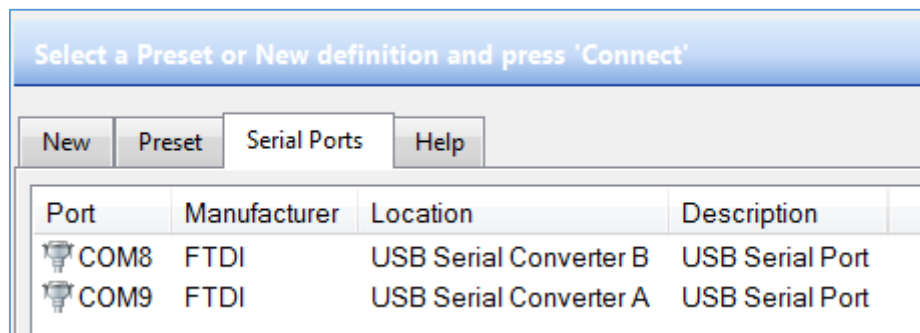 Select a Preset or New definition and press 'Connect'
New Preset Serial Ports Help
Port Manufacturer Location Description
COM8 FTDI USB Serial Converter B USB Serial Port
COM9 FTDI USB Serial Converter A USB Serial Port